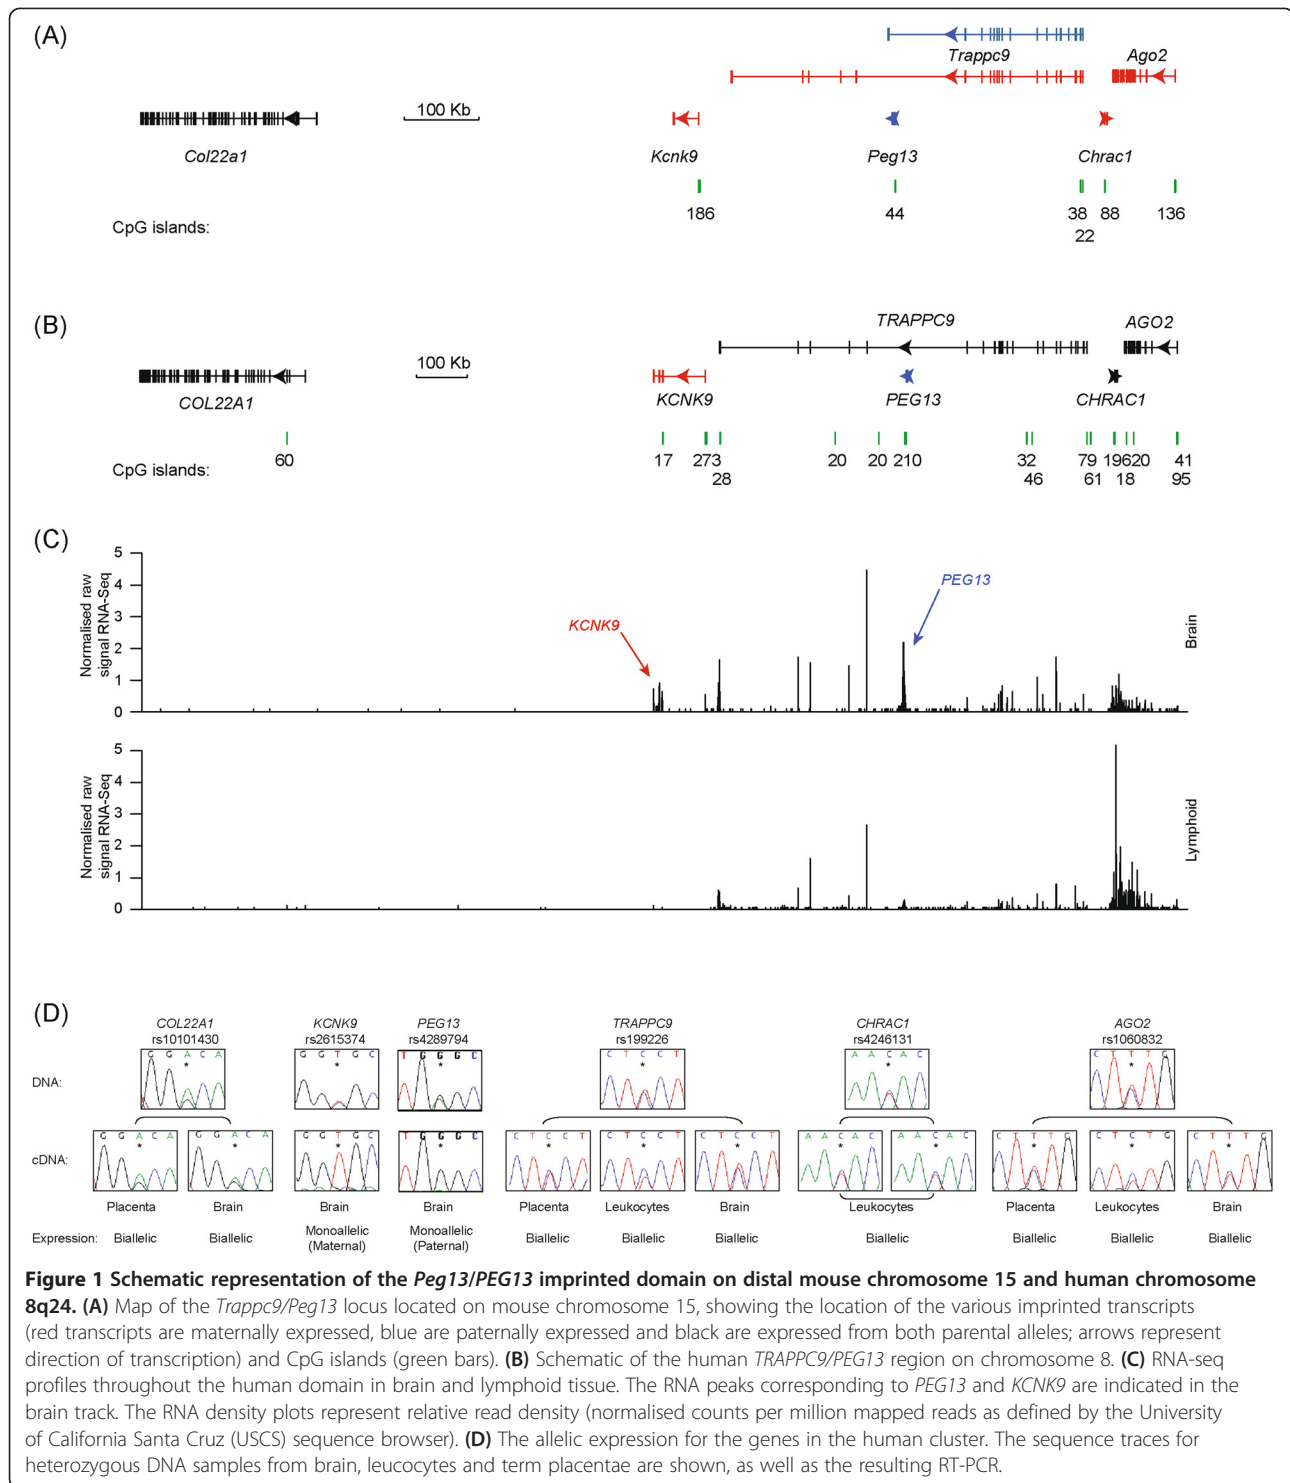 (A)
Trappc9
Ago2
100 Kb
Col22a1
Kcnk9
Peg13
Chrac1
186
44
38
88
136
22
CpG islands:
(B)
TRAPPC9
AGO2
100 Kb
COL22A1
KCNK9
PEG13
CHRAC1
60
17
273
20
20
210
32
79
19620
41
28
46
61
18
95
CpG islands:
(C)
Normalised raw
signal RNA-Seq
5
4
3
2
1
0
KCNK9
PEG13
Brain
Normalised raw
signal RNA-Seq
5
4
3
2
1
0
Lymphoid
(D)
COL22A1
rs10101430
KCNK9
rs2615374
PEG13
rs4289794
TRAPPC9
rs199226
CHRAC1
rs4246131
AGO2
rs1060832
DNA:
G G A C A
*
G G T G C
*
T G G G C
*
C T C C T
*
A A C A C
*
C T T T G
*
cDNA:
G G A C A
*
G G A C A
*
G G T G C
*
T G G G C
*
C T C C T
*
C T C C T
*
C T C C T
*
A A C A C
*
A A C A C
*
C T T T G
*
C T C T G
*
C T T T G
*
Placenta
Brain
Brain
Brain
Placenta
Leukocytes
Brain
Leukocytes
Placenta
Leukocytes
Brain
Expression:
Biallelic
Biallelic
Monoallelic
(Maternal)
Monoallelic
(Paternal)
Biallelic
Biallelic
Biallelic
Biallelic
Biallelic
Biallelic
Biallelic
Figure 1 Schematic representation of the Peg13/PEG13 imprinted domain on distal mouse chromosome 15 and human chromosome
8q24. (A) Map of the Trappc9/Peg13 locus located on mouse chromosome 15, showing the location of the various imprinted transcripts
(red transcripts are maternally expressed, blue are paternally expressed and black are expressed from both parental alleles; arrows represent
direction of transcription) and CpG islands (green bars). (B) Schematic of the human TRAPPC9/PEG13 region on chromosome 8. (C) RNA-seq
profiles throughout the human domain in brain and lymphoid tissue. The RNA peaks corresponding to PEG13 and KCNK9 are indicated in the
brain track. The RNA density plots represent relative read density (normalised counts per million mapped reads as defined by the University
of California Santa Cruz (USCS) sequence browser). (D) The allelic expression for the genes in the human cluster. The sequence traces for
heterozygous DNA samples from brain, leucocytes and term placentae are shown, as well as the resulting RT-PCR.